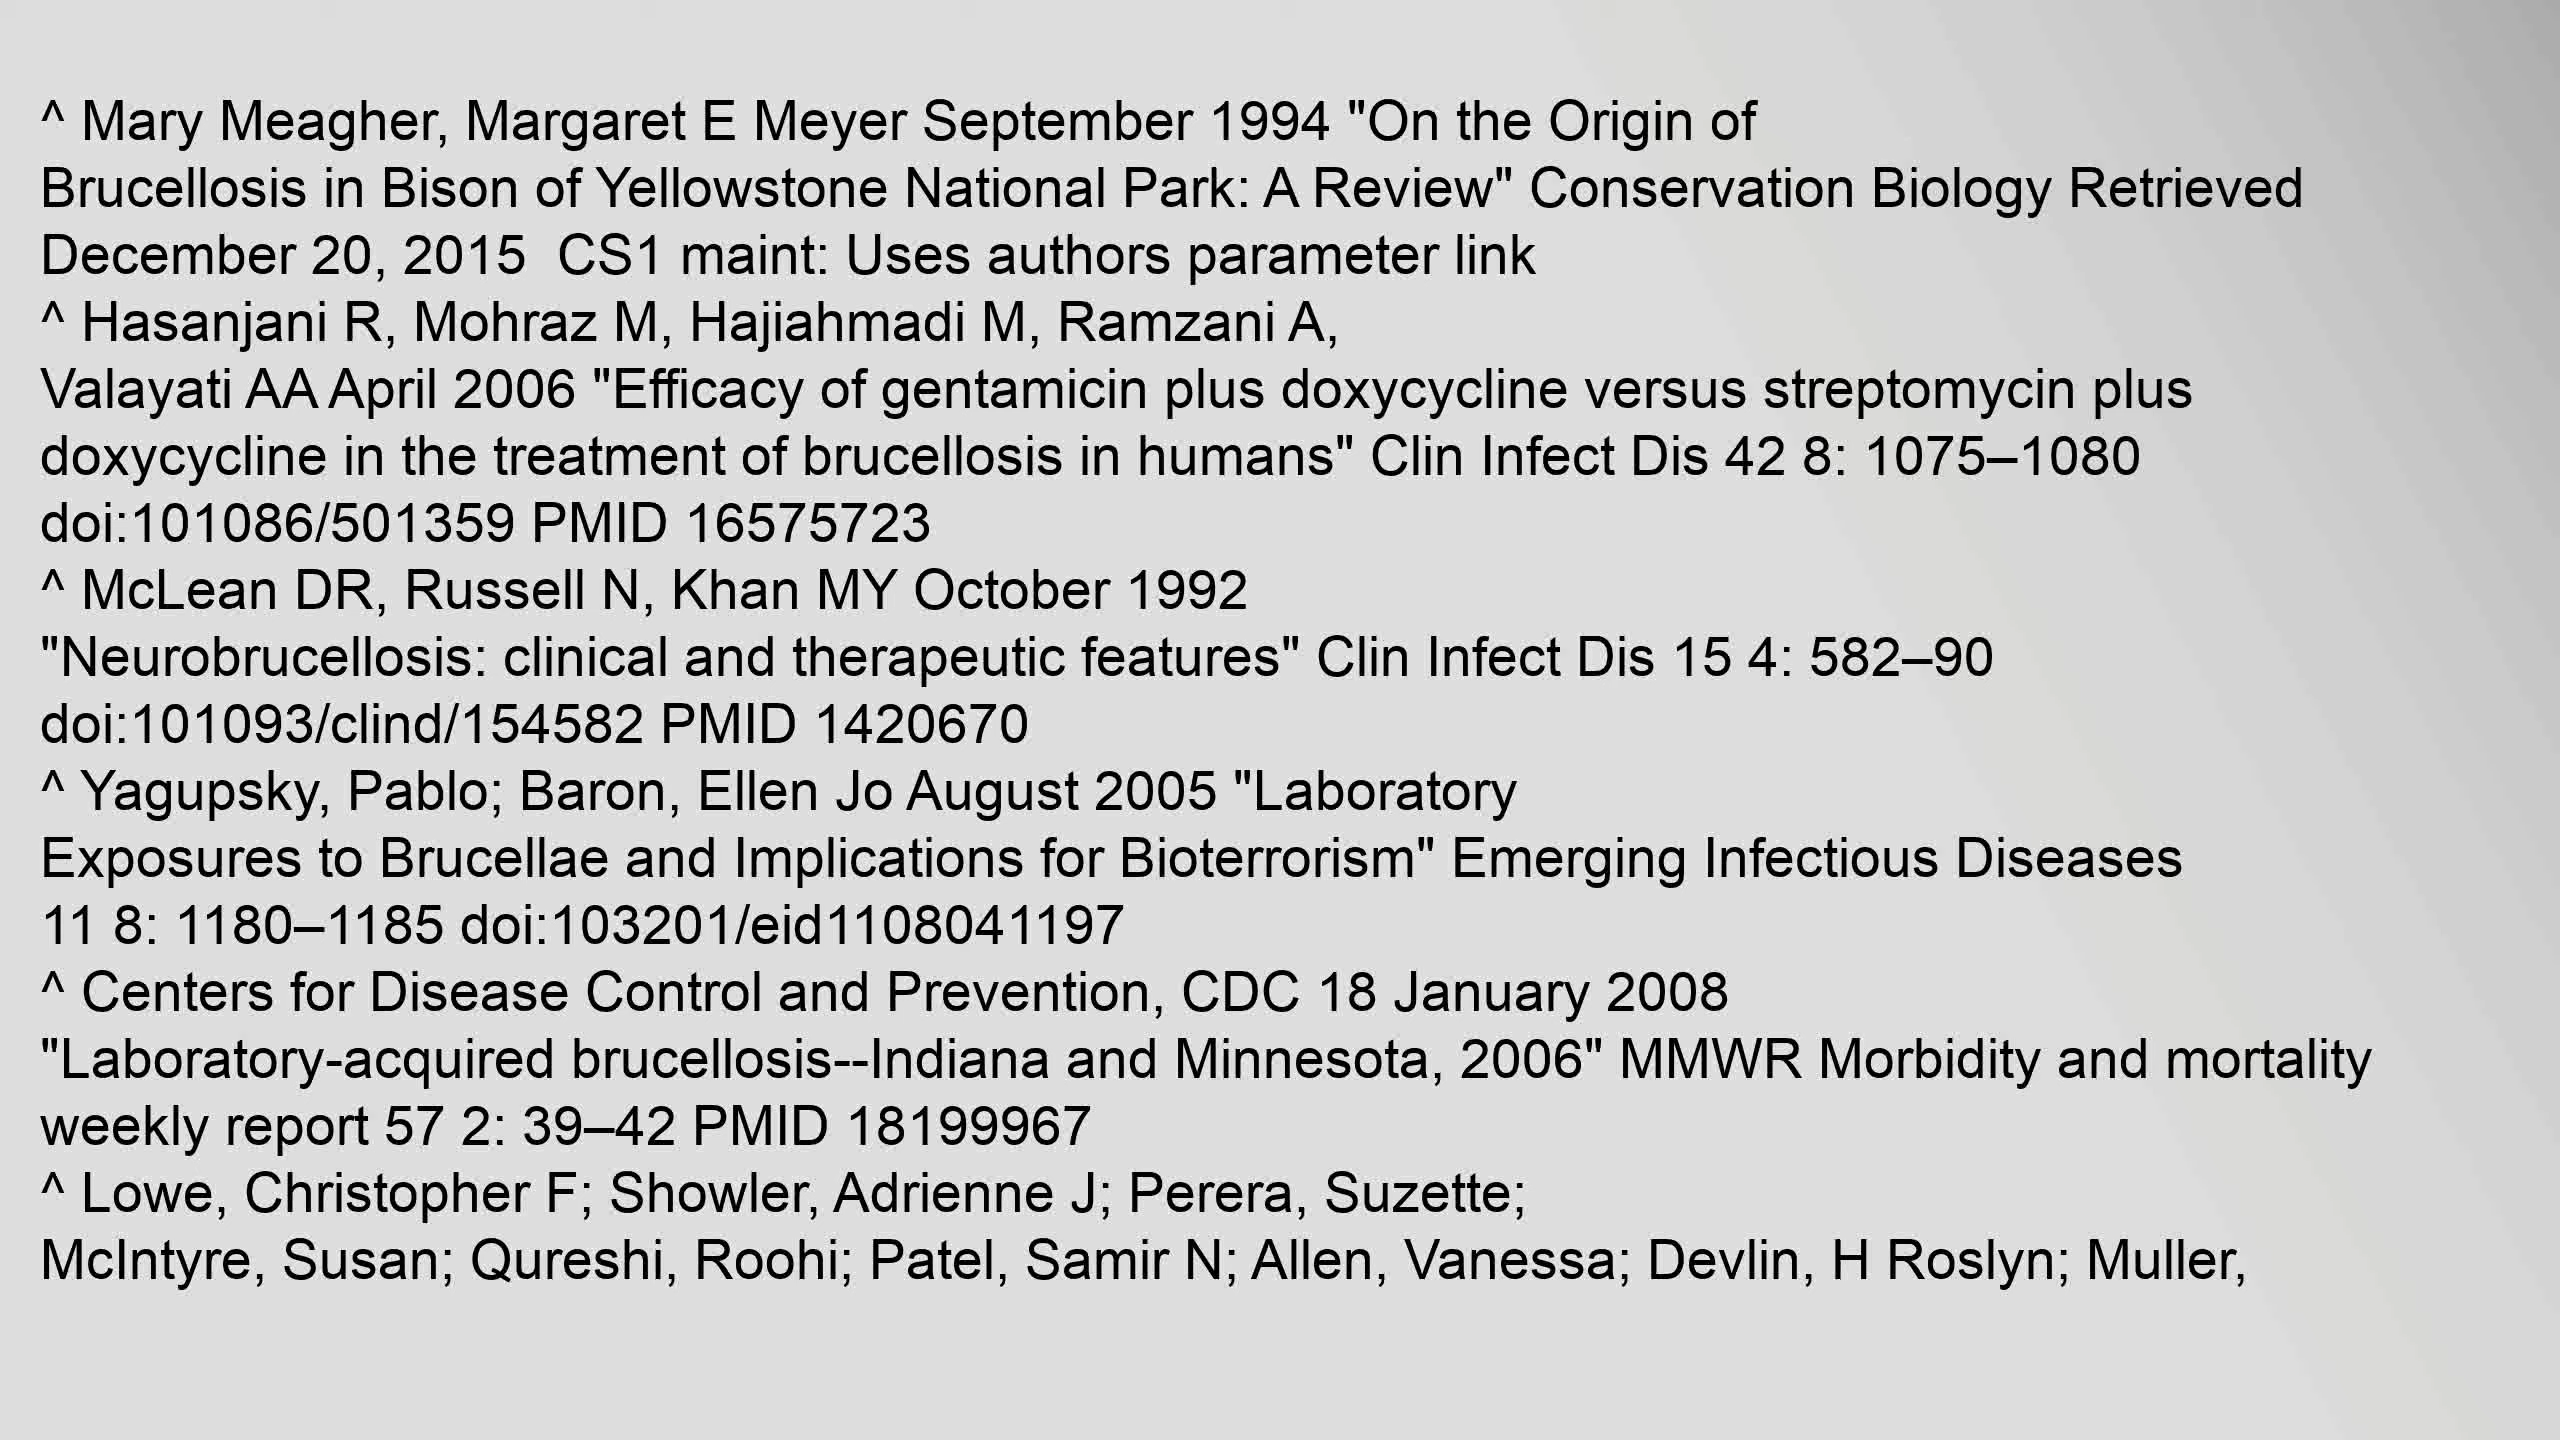 ^ Mary Meagher, Margaret E Meyer September 1994 "On the Origin of
Brucellosis in Bison of Yellowstone National Park: A Review" Conservation Biology Retrieved
December 20, 2015  CS1 maint: Uses authors parameter link
^ Hasanjani R, Mohraz M, Hajiahmadi M, Ramzani A,
Valayati AA April 2006 "Efficacy of gentamicin plus doxycycline versus streptomycin plus
doxycycline in the treatment of brucellosis in humans" Clin Infect Dis 42 8: 1075–1080
doi:101086/501359 PMID 16575723
^ McLean DR, Russell N, Khan MY October 1992
"Neurobrucellosis: clinical and therapeutic features" Clin Infect Dis 15 4: 582–90
doi:101093/clind/154582 PMID 1420670
^ Yagupsky, Pablo; Baron, Ellen Jo August 2005 "Laboratory
Exposures to Brucellae and Implications for Bioterrorism" Emerging Infectious Diseases
11 8: 1180–1185 doi:103201/eid1108041197
^ Centers for Disease Control and Prevention, CDC 18 January 2008
"Laboratory-acquired brucellosis--Indiana and Minnesota, 2006" MMWR Morbidity and mortality
weekly report 57 2: 39–42 PMID 18199967
^ Lowe, Christopher F; Showler, Adrienne J; Perera, Suzette;
McIntyre, Susan; Qureshi, Roohi; Patel, Samir N; Allen, Vanessa; Devlin, H Roslyn; Muller,